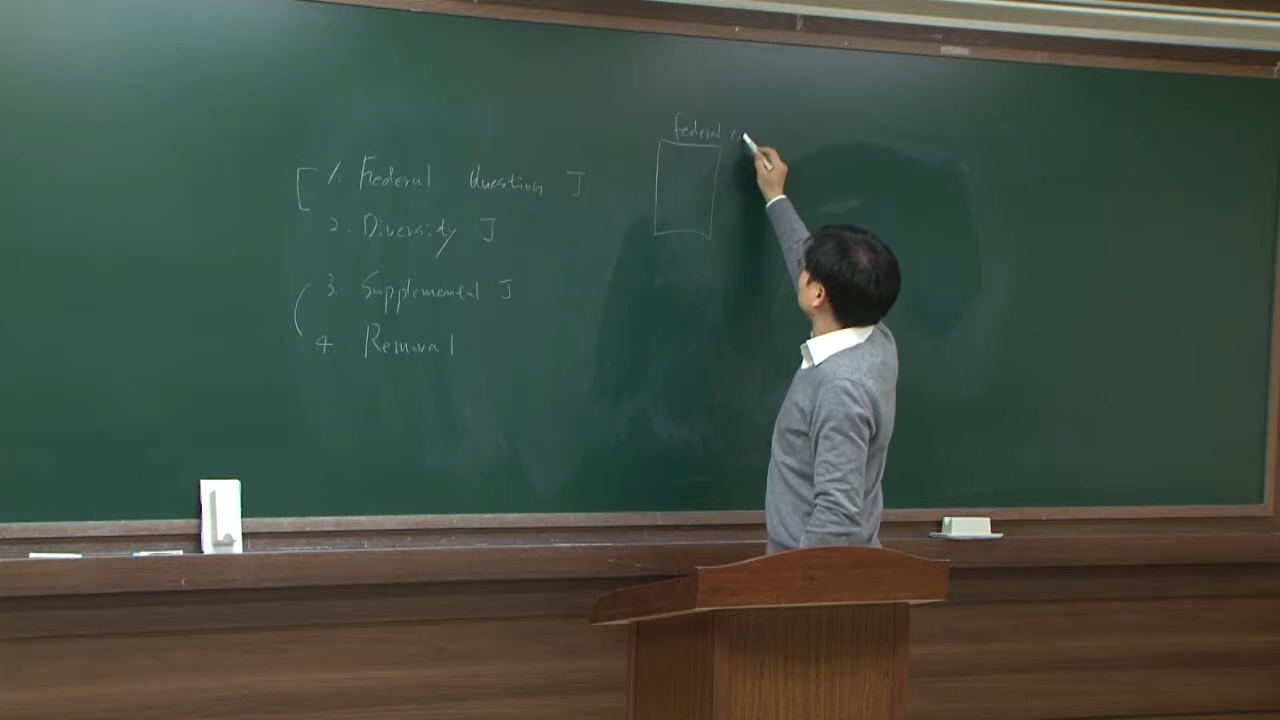 1. Federal Question J
2. Diversity J
3. Supplemental J
4 Removal
federal